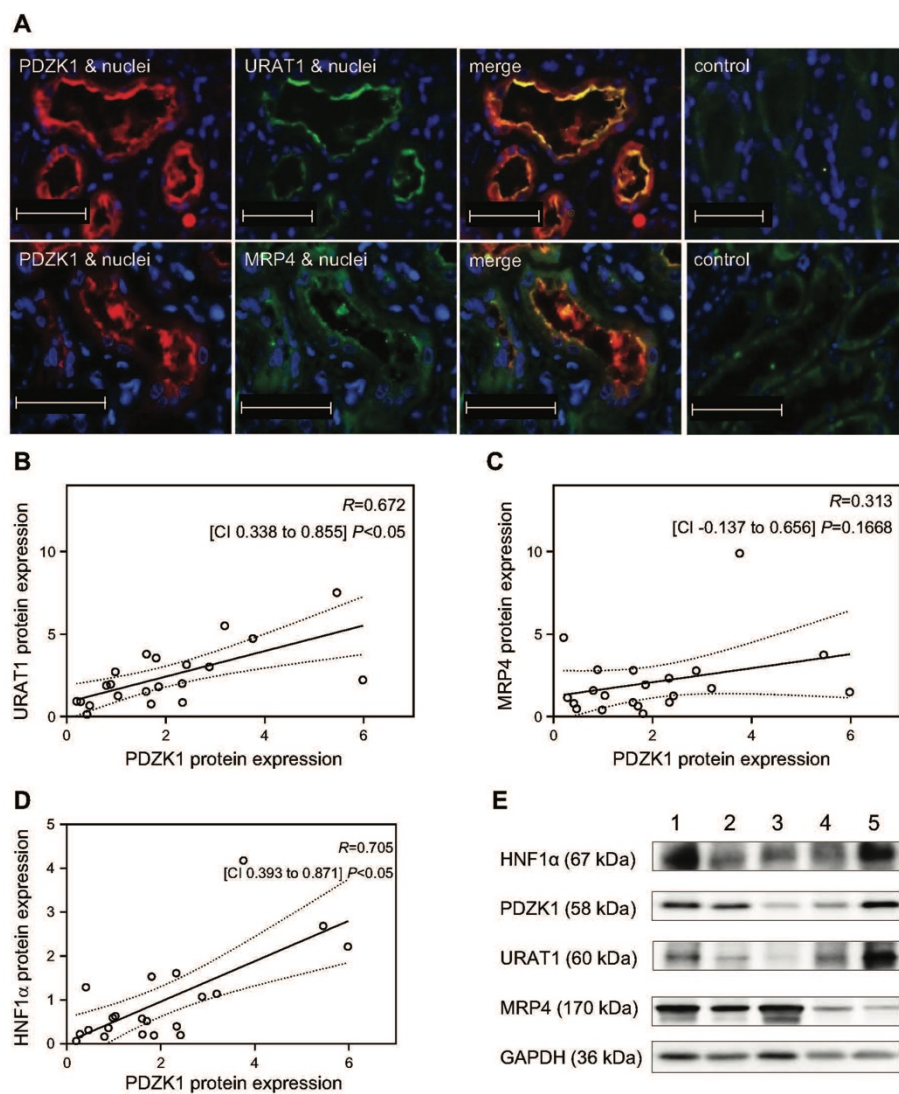 A
PDZK1 & nuclei URAT1 & nuclei merge control
PDZK1 & nuclei MRP4 & nuclei merge control
B
R=0.672
[CI 0.338 to 0.855] P<0.05
URAT1 protein expression
10
5
0
0 2 4 6
PDZK1 protein expression
C
R=0.313
[CI -0.137 to 0.656] P=0.1668
MRP4 protein expression
10
5
0
0 2 4 6
PDZK1 protein expression
D
R=0.705
[CI 0.393 to 0.871] P<0.05
HNF1α protein expression
5
4
3
2
1
0
0 2 4 6
PDZK1 protein expression
E
1 2 3 4 5
HNF1α (67 kDa)
PDZK1 (58 kDa)
URAT1 (60 kDa)
MRP4 (170 kDa)
GAPDH (36 kDa)